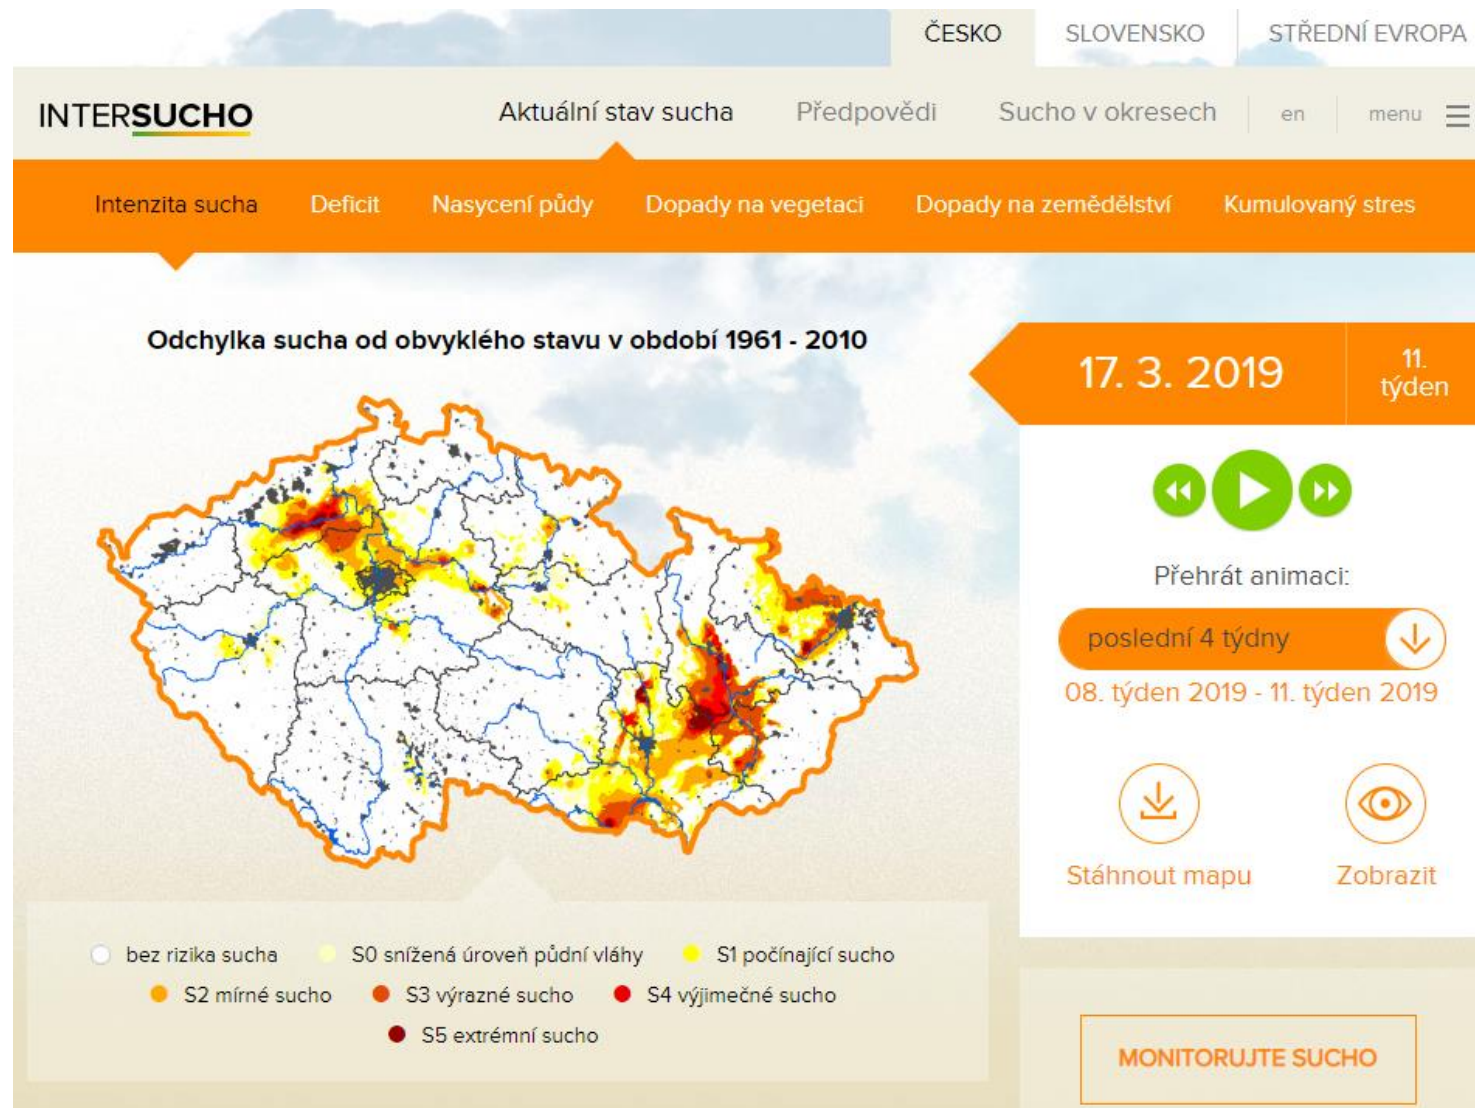 ČESKO
SLOVENSKO
STŘEDNÍ EVROPA
INTERSUCHO
Aktuální stav sucha
Předpovědi
Sucho v okresech
en
menu
Intenzita sucha
Deficit
Nasycení půdy
Dopady na vegetaci
Dopady na zemědělství
Kumulovaný stres
Odchylka sucha od obvyklého stavu v období 1961 - 2010
17. 3. 2019
11.
týden
Přehrát animaci:
poslední 4 týdny
08. týden 2019 - 11. týden 2019
Stáhnout mapu
Zobrazit
bez rizika sucha
S0 snížená úroveň půdní vláhy
S1 počínající sucho
S2 mírné sucho
S3 výrazné sucho
S4 výjimečné sucho
S5 extrémní sucho
MONITORUJTE SUCHO